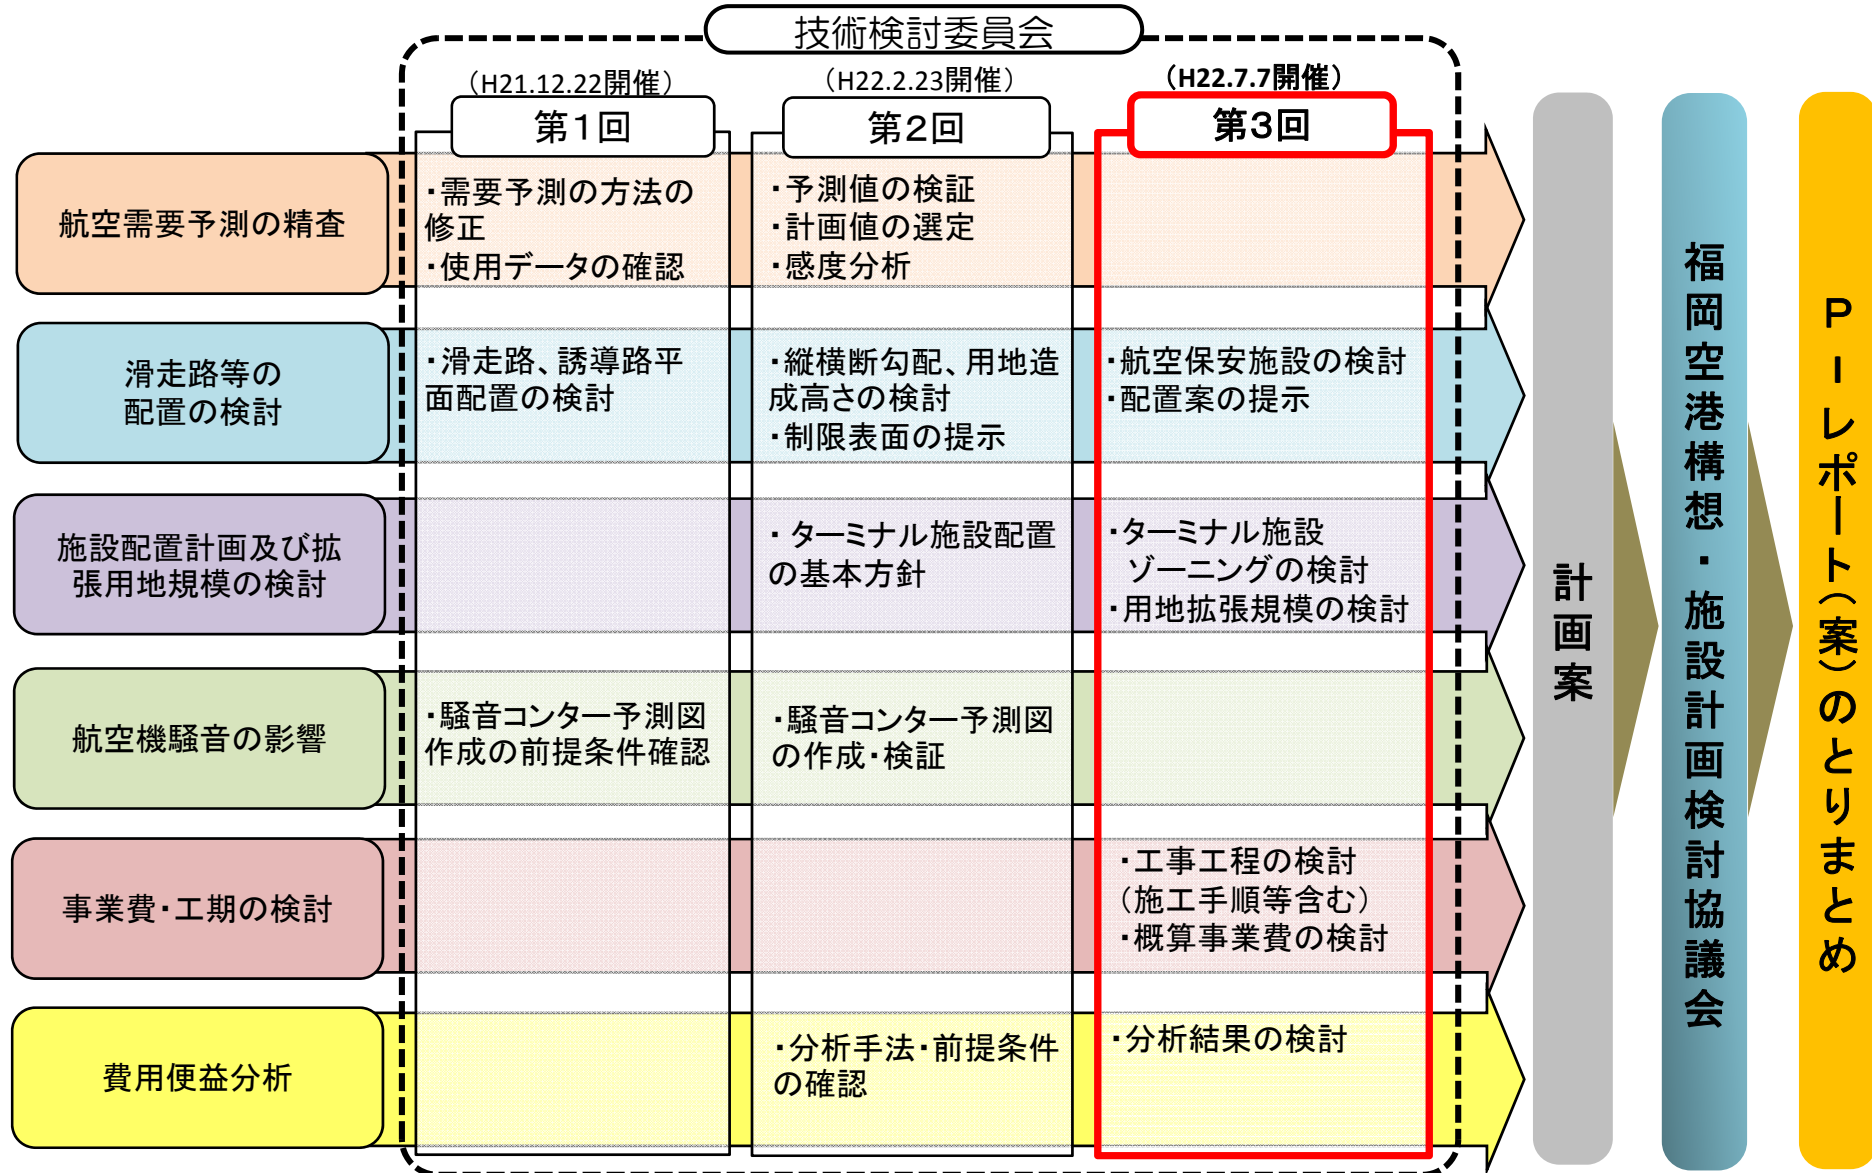 技術検討委員会
（H21.12.22開催）
第１回
（H22.2.23開催）
第２回
（H22.7.7開催）
第３回
航空需要予測の精査
・需要予測の方法の
修正
・使用データの確認
・予測値の検証
・計画値の選定
・感度分析
滑走路等の
配置の検討
・滑走路、誘導路平
面配置の検討
・縦横断勾配、用地造
成高さの検討
・制限表面の提示
・航空保安施設の検討
・配置案の提示
施設配置計画及び拡
張用地規模の検討
・ターミナル施設配置
の基本方針
・ターミナル施設
ゾーニングの検討
・用地拡張規模の検討
航空機騒音の影響
・騒音コンター予測図
作成の前提条件確認
・騒音コンター予測図
の作成・検証
事業費・工期の検討
・工事工程の検討
（施工手順等含む）
・概算事業費の検討
費用便益分析
・分析手法・前提条件
の確認
・分析結果の検討
計画案
福岡空港構想・施設計画検討協議会
ＰＩレポート（案）のとりまとめ